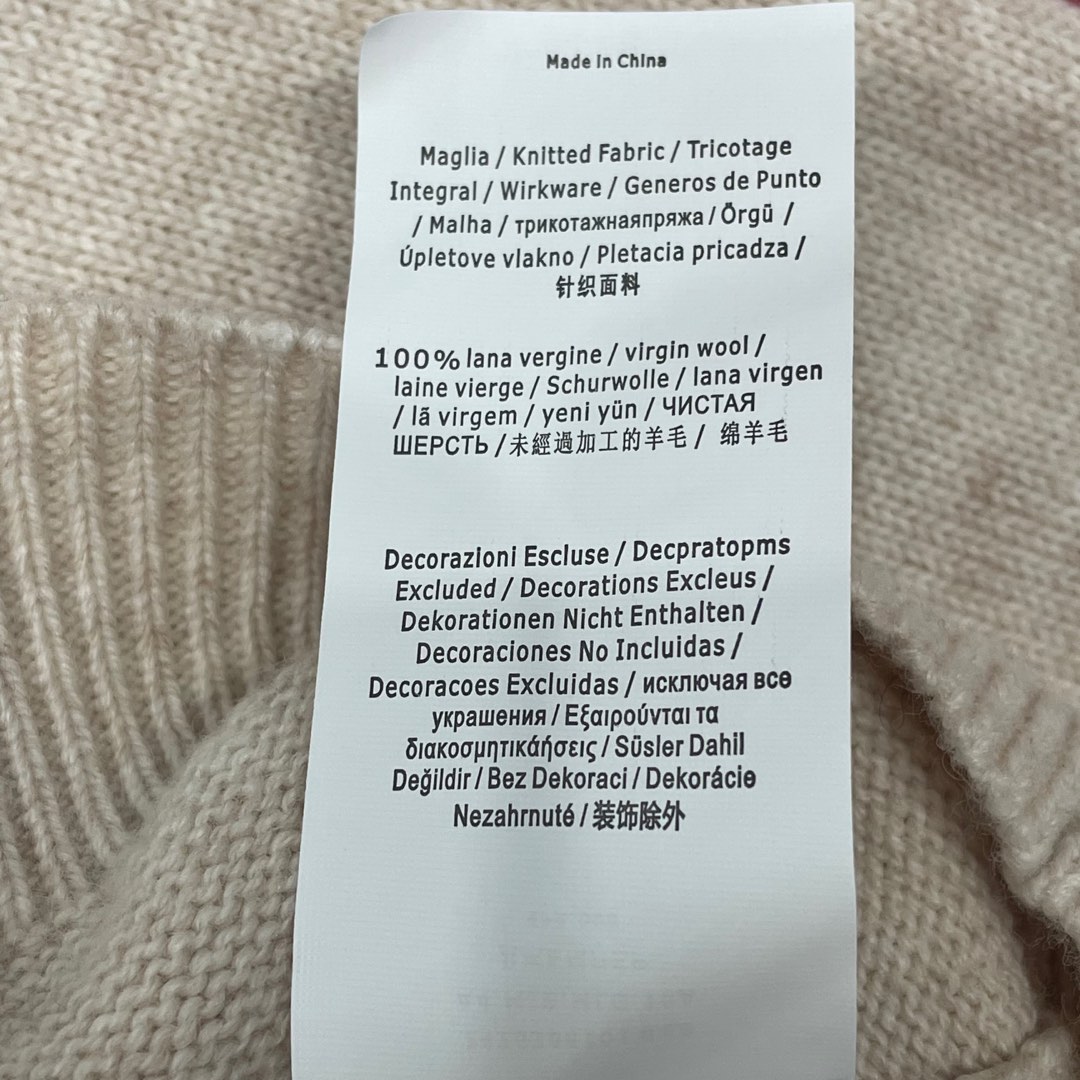 Made in China
Maglia / Knitted Fabric / Tricotage
Integral / Wirkware / Generos de Punto
/ Malha / трикотажнаяпряжа / Örgü /
Úpletove vlakno / Pletacia pricadza /
针织面料
100% lana vergine / virgin wool /
laine vierge / Schurwolle / lana virgen
/ lã virgem / yeni yün / ЧИСТАЯ
ШЕРСТЬ / 未經過加工的羊毛 / 绵羊毛
Decorazioni Escluse / Decpratopms
Excluded / Decorations Excleus /
Dekorationen Nicht Enthalten /
Decoraciones No Incluidas /
Decoracoes Excluidas / исключая все
украшения / Εξαιρούνται τα
διακοσμητικάήσεις / Süsler Dahil
Değildir / Bez Dekoraci / Dekorácie
Nezahrnuté / 装饰除外